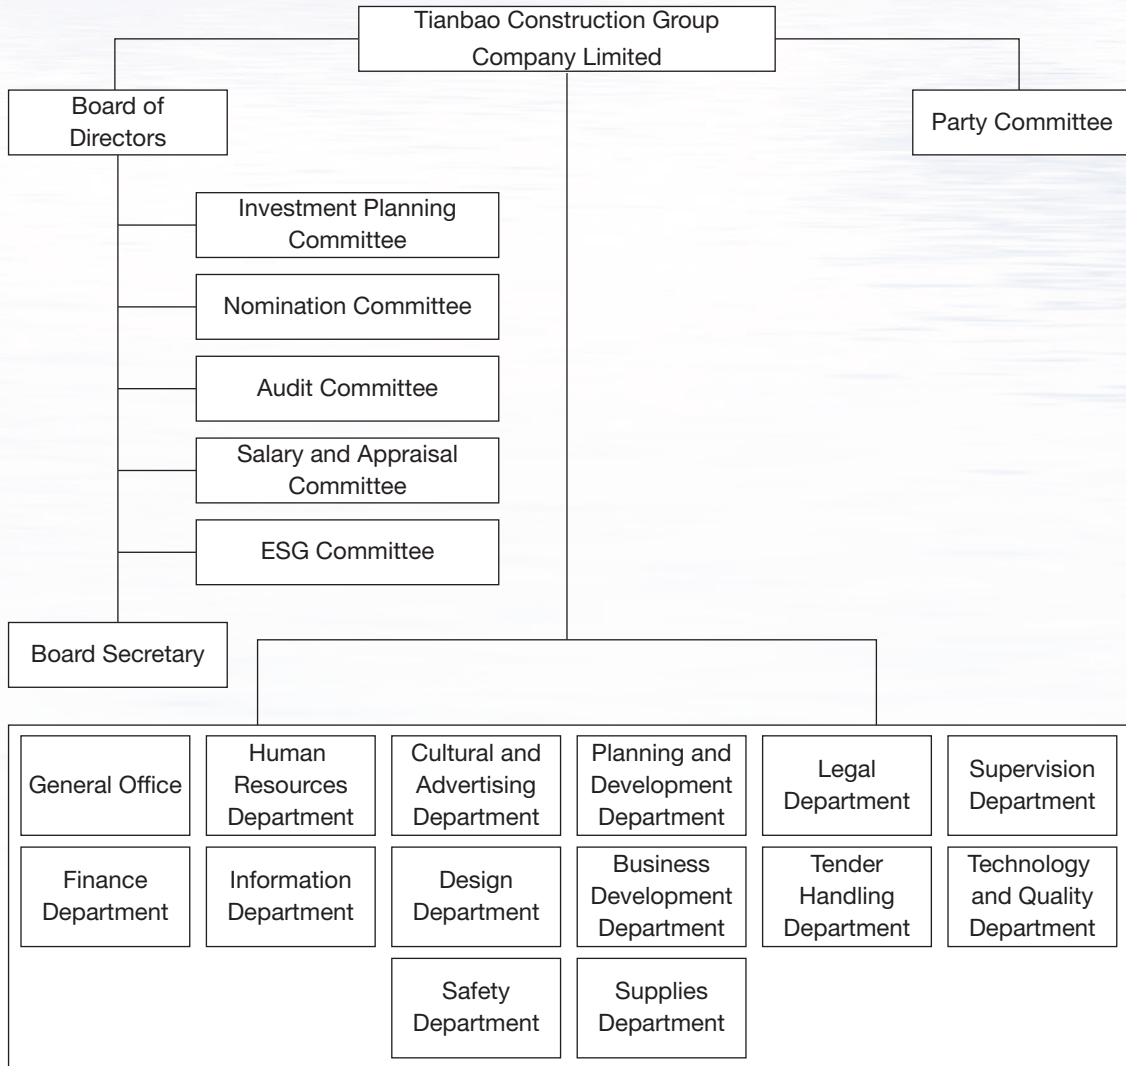 Tianbao Construction Group
Company Limited
Board of
Directors
Party Committee
Investment Planning
Committee
Nomination Committee
Audit Committee
Salary and Appraisal
Committee
ESG Committee
Board Secretary
General Office
Human
Resources
Department
Cultural and
Advertising
Department
Planning and
Development
Department
Legal
Department
Supervision
Department
Finance
Department
Information
Department
Design
Department
Business
Development
Department
Tender
Handling
Department
Technology
and Quality
Department
Safety
Department
Supplies
Department